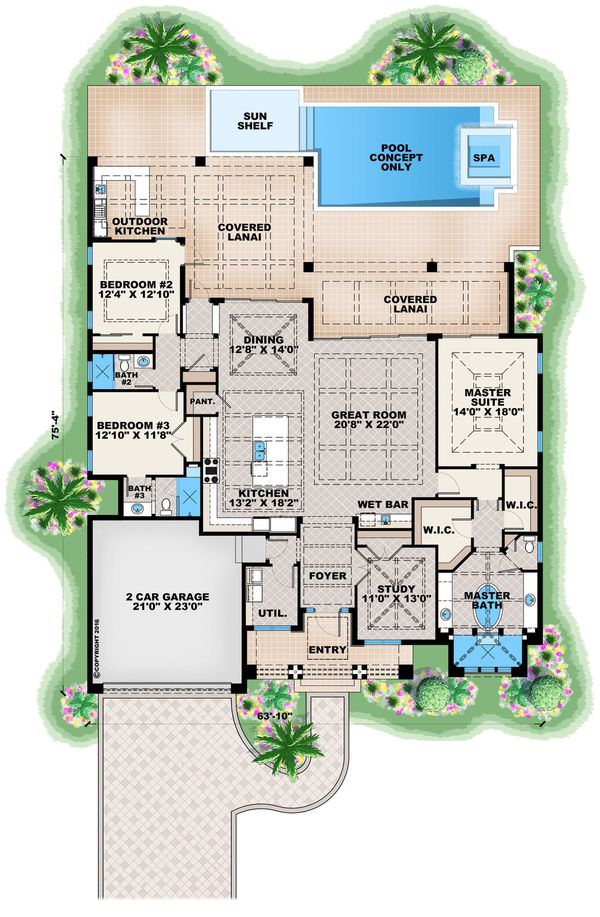 SUN
SHELF
POOL
CONCEPT
ONLY
SPA
OUTDOOR
KITCHEN
COVERED
LANAI
BEDROOM #2
12'4" X 12'10"
COVERED
LANAI
DINING
12'8" X 14'0"
BATH
#2
PANT.
MASTER
SUITE
14'0" X 18'0"
GREAT ROOM
20'8" X 22'0"
BEDROOM #3
12'10" X 11'8"
75'-4"
BATH
#3
KITCHEN
13'2" X 18'2"
WET BAR
W.I.C.
W.I.C.
2 CAR GARAGE
21'0" X 23'0"
FOYER
UTIL.
STUDY
11'0" X 13'0"
MASTER
BATH
ENTRY
©COPYRIGHT 2016
63'-10"